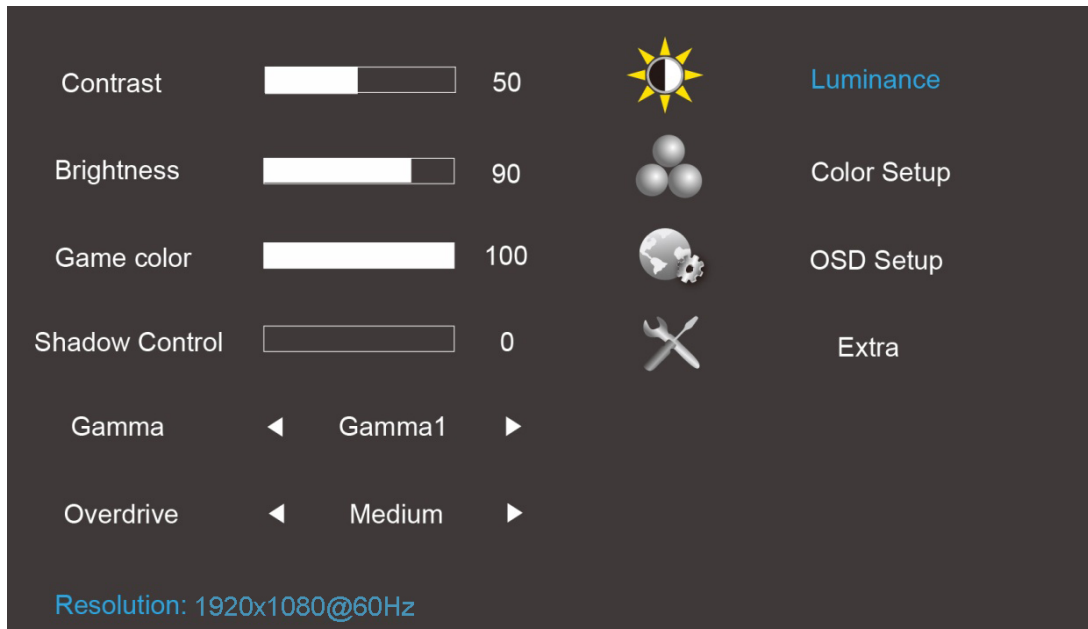 Contrast 50 Luminance
Brightness 90 Color Setup
Game color 100 OSD Setup
Shadow Control 0 Extra
Gamma Gamma1
Overdrive Medium
Resolution: 1920x1080@60Hz